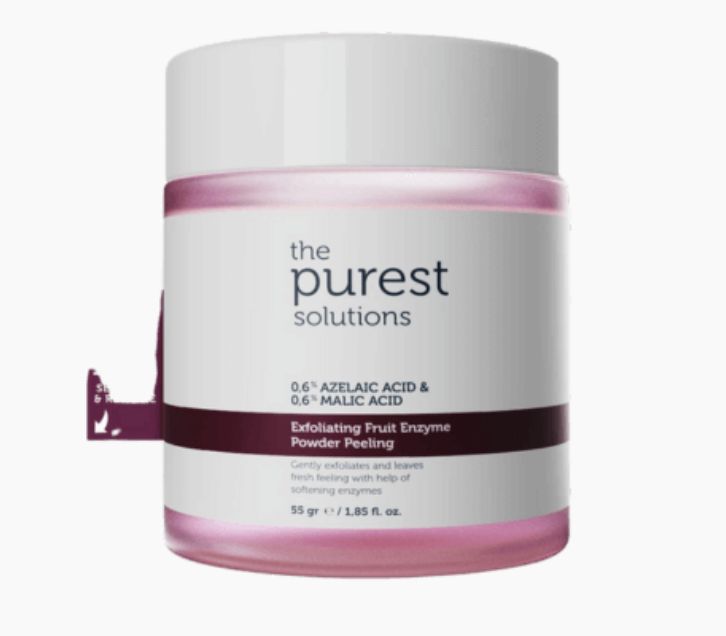 the
purest
solutions
0,6% AZELAIC ACID &
0,6% MALIC ACID
Exfoliating Fruit Enzyme
Powder Peeling
Gently exfoliates and leaves
fresh feeling with help of
softening enzymes
55 gr ℮ / 1,85 fl. oz.